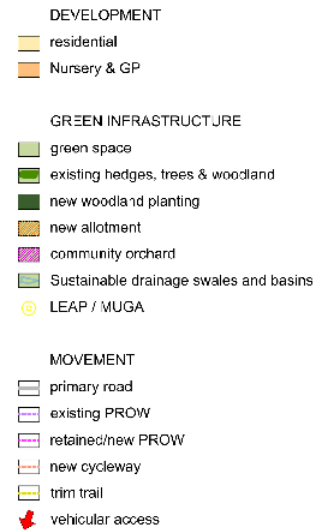 DEVELOPMENT
residential
Nursery & GP
GREEN INFRASTRUCTURE
green space
existing hedges, trees & woodland
new woodland planting
new allotment
community orchard
Sustainable drainage swales and basins
LEAP / MUGA
MOVEMENT
primary road
existing PROW
retained/new PROW
new cycleway
trim trail
vehicular access